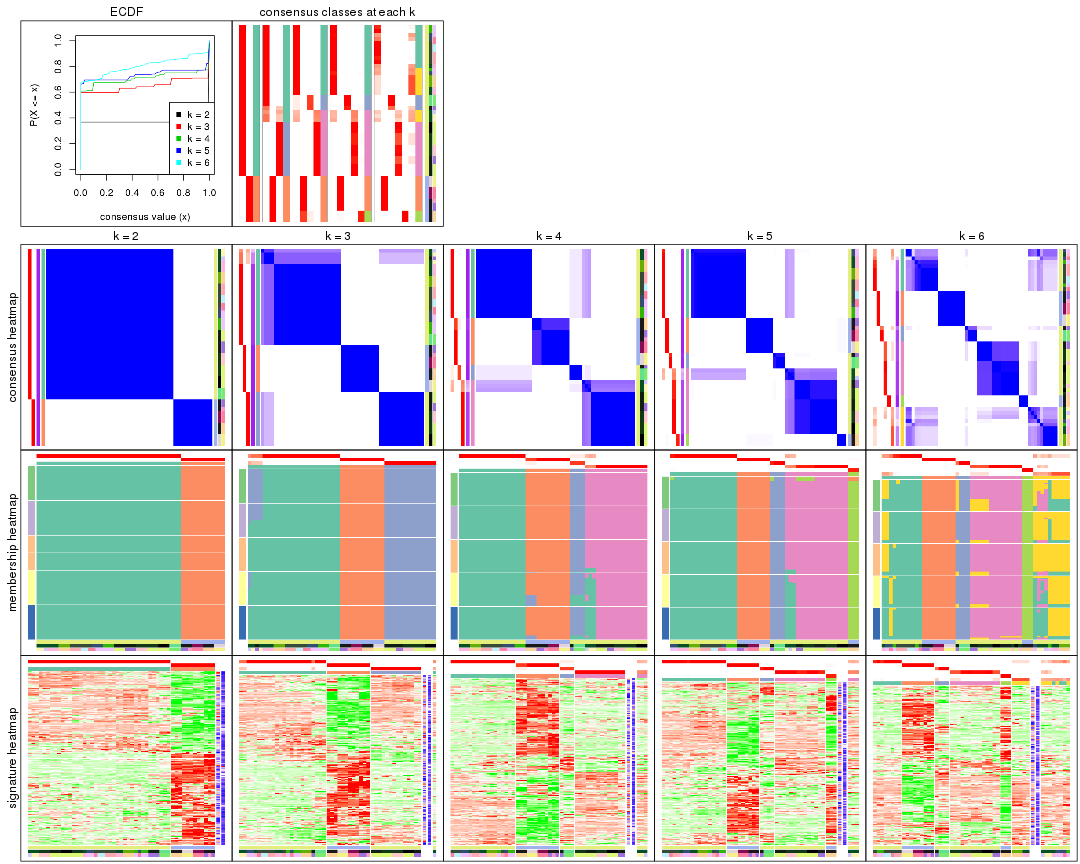 ECDF
consensus classes at each k
P(X <= x)
0.0 0.2 0.4 0.6 0.8 1.0
k = 2
k = 3
k = 4
k = 5
k = 6
0.0 0.2 0.4 0.6 0.8 1.0
consensus value (x)
k = 2
k = 3
k = 4
k = 5
k = 6
consensus heatmap
membership heatmap
signature heatmap